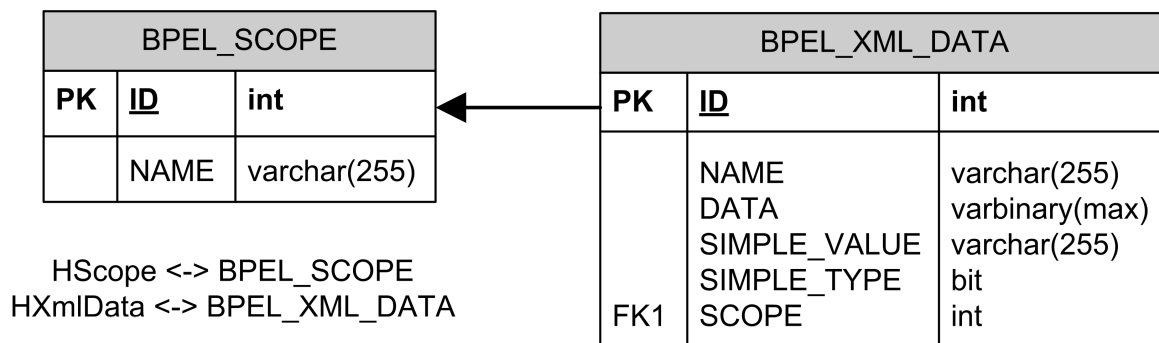 BPEL_SCOPE
PK ID int
NAME varchar(255)
HScope <-> BPEL_SCOPE
HXmlData <-> BPEL_XML_DATA
BPEL_XML_DATA
PK ID int
NAME varchar(255)
DATA varbinary(max)
SIMPLE_VALUE varchar(255)
SIMPLE_TYPE bit
FK1 SCOPE int